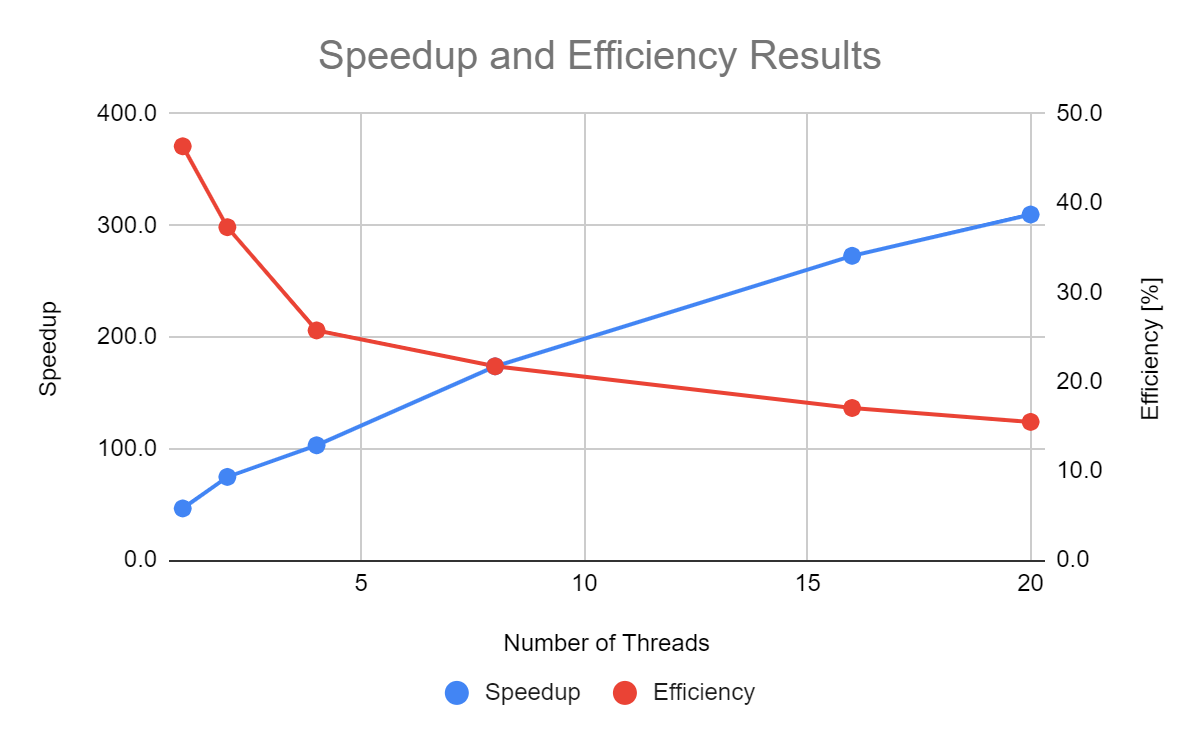 Speedup and Efficiency Results
400.0
300.0
200.0
100.0
0.0
Speedup
50.0
40.0
30.0
20.0
10.0
0.0
Efficiency [%]
5 10 15 20
Number of Threads
Speedup Efficiency